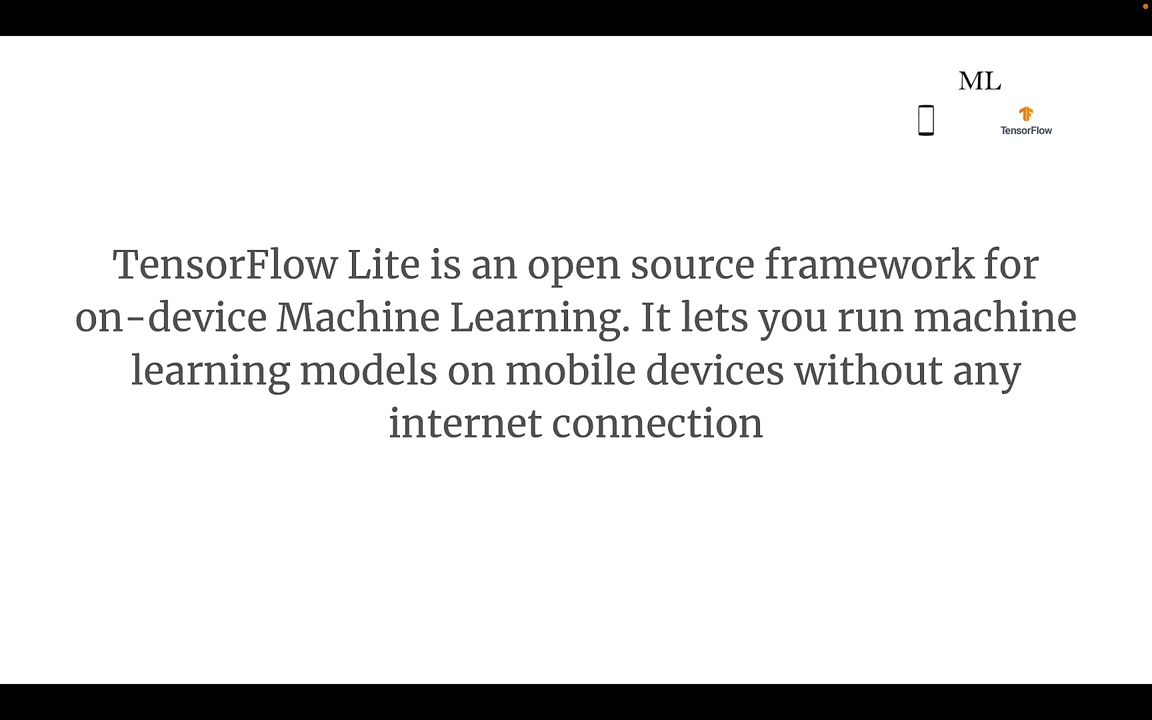 ML
TensorFlow
TensorFlow Lite is an open source framework for
on-device Machine Learning. It lets you run machine
learning models on mobile devices without any
internet connection